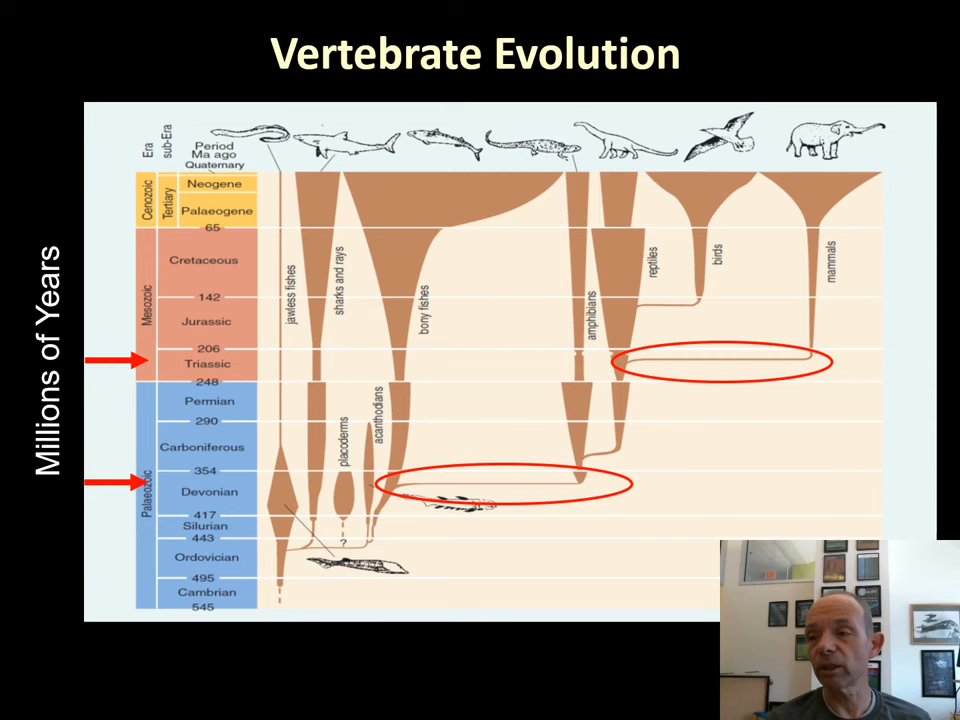 Vertebrate Evolution
Millions of Years
Era
sub-Era
Period
Ma ago
Quaternary
Cenozoic
Tertiary
Neogene
Palaeogene
65
Mesozoic
Cretaceous
142
Jurassic
206
Triassic
248
Palaeozoic
Permian
290
Carboniferous
354
Devonian
417
Silurian
443
Ordovician
495
Cambrian
545
jawless fishes
sharks and rays
placoderms
?
acanthodians
bony fishes
amphibians
reptiles
birds
mammals